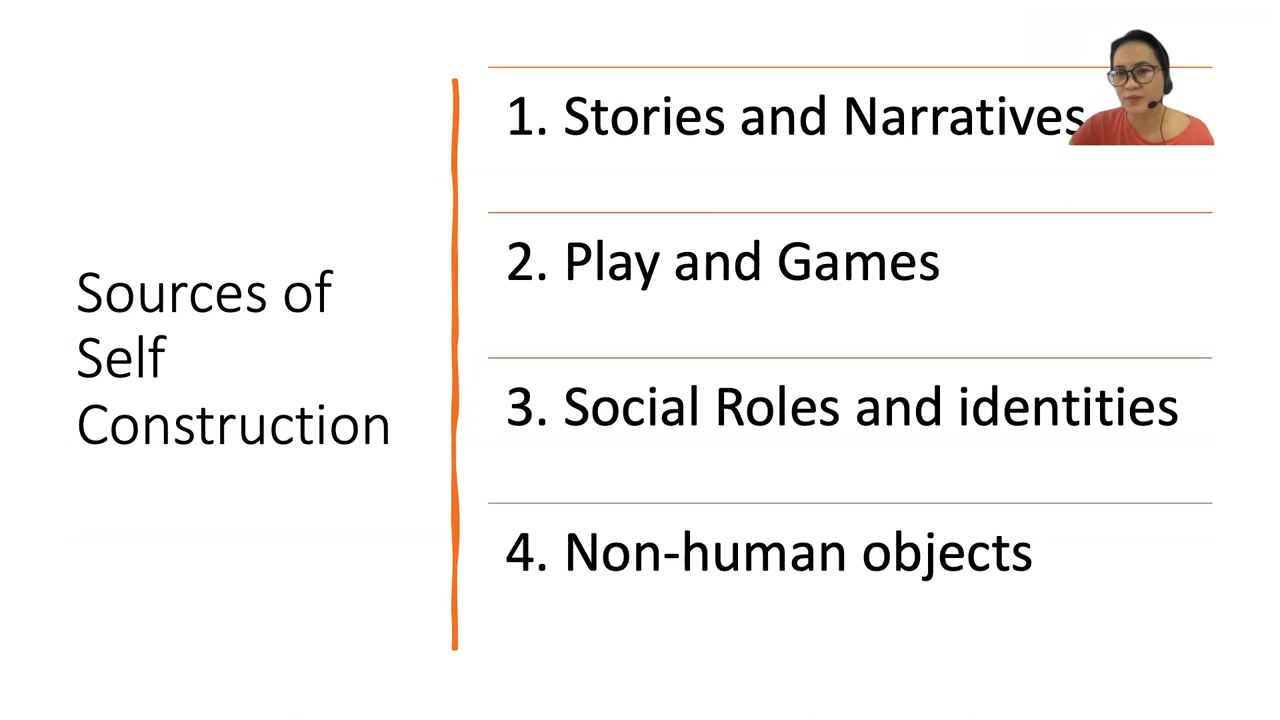 Sources of
Self
Construction
1. Stories and Narratives
2. Play and Games
3. Social Roles and identities
4. Non-human objects